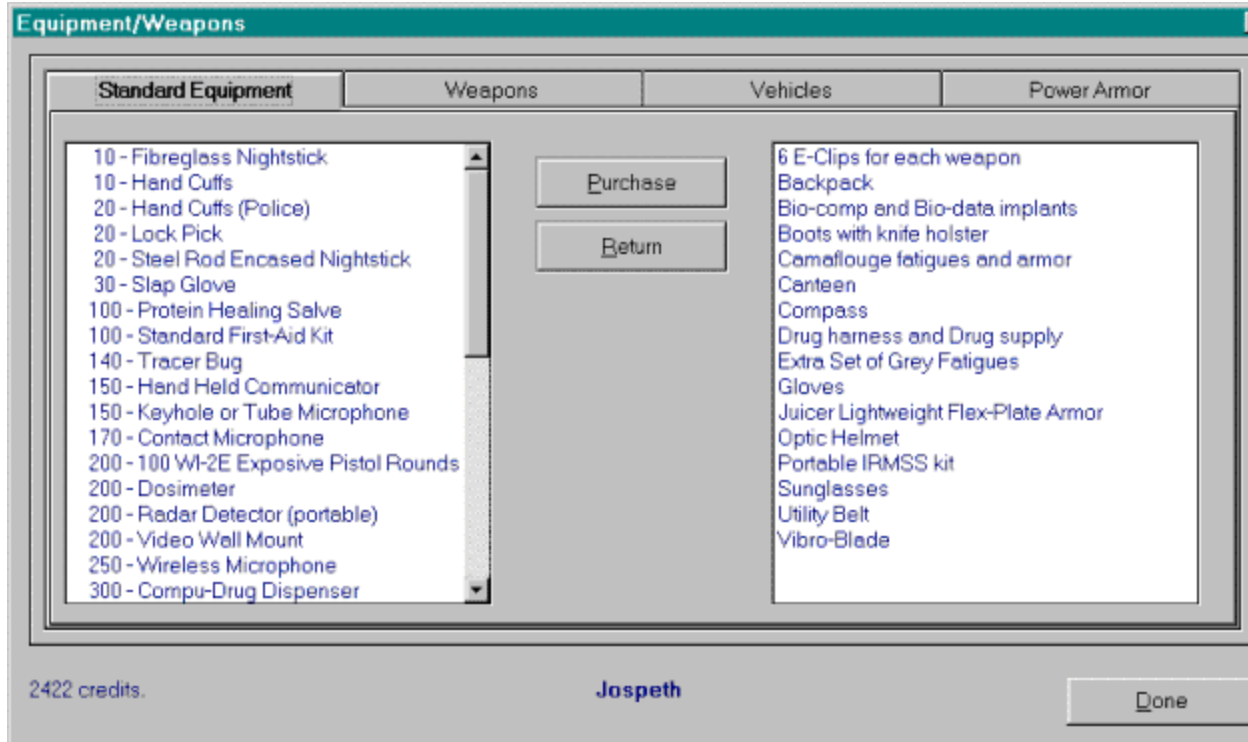 Equipment/Weapons
Standard Equipment
Weapons
Vehicles
Power Armor
10 - Fibreglass Nightstick
10 - Hand Cuffs
20 - Hand Cuffs (Police)
20 - Lock Pick
20 - Steel Rod Encased Nightstick
30 - Slap Glove
100 - Protein Healing Salve
100 - Standard First-Aid Kit
140 - Tracer Bug
150 - Hand Held Communicator
150 - Keyhole or Tube Microphone
170 - Contact Microphone
200 - 100 WI-2E Exposive Pistol Rounds
200 - Dosimeter
200 - Radar Detector (portable)
200 - Video Wall Mount
250 - Wireless Microphone
300 - Compu-Drug Dispenser
Purchase
Return
6 E-Clips for each weapon
Backpack
Bio-comp and Bio-data implants
Boots with knife holster
Camaflouge fatigues and armor
Canteen
Compass
Drug harness and Drug supply
Extra Set of Grey Fatigues
Gloves
Juicer Lightweight Flex-Plate Armor
Optic Helmet
Portable IRMSS kit
Sunglasses
Utility Belt
Vibro-Blade
2422 credits.
Jospeth
Done